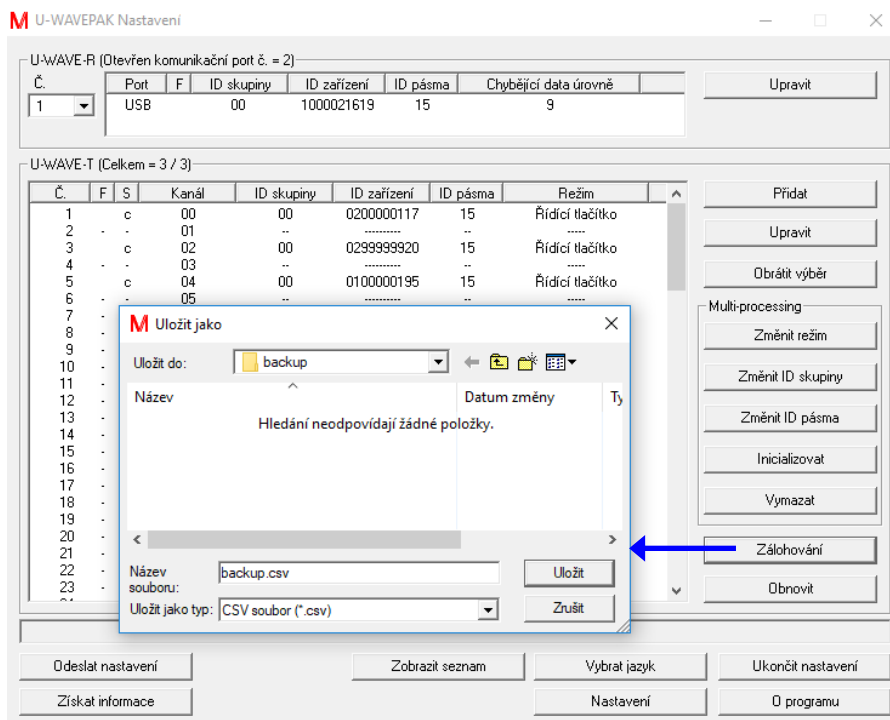 U-WAVEPAK Nastavení
U-WAVE-R (Otevřen komunikační port č. = 2)
Č. Port F ID skupiny ID zařízení ID pásma Chybějící data úrovně
1 USB 00 1000021619 15 9
Upravit
U-WAVE-T (Celkem = 3 / 3)
Č. F S Kanál ID skupiny ID zařízení ID pásma Režim
1 c 00 00 0200000117 15 Řídící tlačítko
2 - - 01 -- ---------- -- -----
3 c 02 00 0299999920 15 Řídící tlačítko
4 - - 03 -- ---------- -- -----
5 c 04 00 0100000195 15 Řídící tlačítko
6 - - 05 -- ---------- -- -----
7 -
8 -
9 -
10 -
11 -
12 -
13 -
14 -
15 -
16 -
17 -
18 -
19 -
20 -
21 -
22 -
23 -
Přidat
Upravit
Obrátit výběr
Multi-processing
Změnit režim
Změnit ID skupiny
Změnit ID pásma
Inicializovat
Vymazat
Zálohování
Obnovit
M Uložit jako
Uložit do: backup
Název Datum změny Ty
Hledání neodpovídají žádné položky.
Název souboru: backup.csv
Uložit
Uložit jako typ: CSV soubor (*.csv)
Zrušit
Odeslat nastavení Zobrazit seznam Vybrat jazyk Ukončit nastavení
Získat informace Nastavení O programu